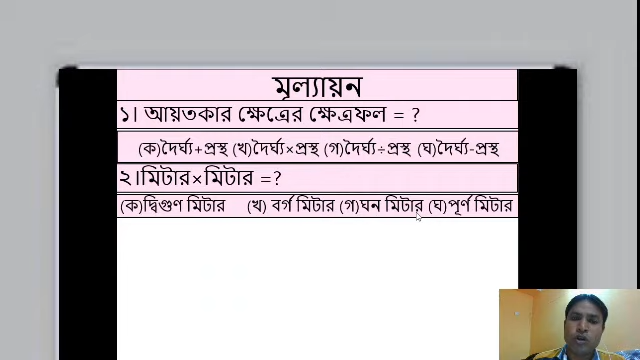 মূল্যায়ন
১। আয়তকার ক্ষেত্রের ক্ষেত্রফল = ?
(ক)দৈর্ঘ্য+প্রস্থ (খ)দৈর্ঘ্য×প্রস্থ (গ)দৈর্ঘ্য÷প্রস্থ (ঘ)দৈর্ঘ্য-প্রস্থ
২।মিটার×মিটার =?
(ক)দ্বিগুণ মিটার (খ) বর্গ মিটার (গ)ঘন মিটার (ঘ)পূর্ণ মিটার